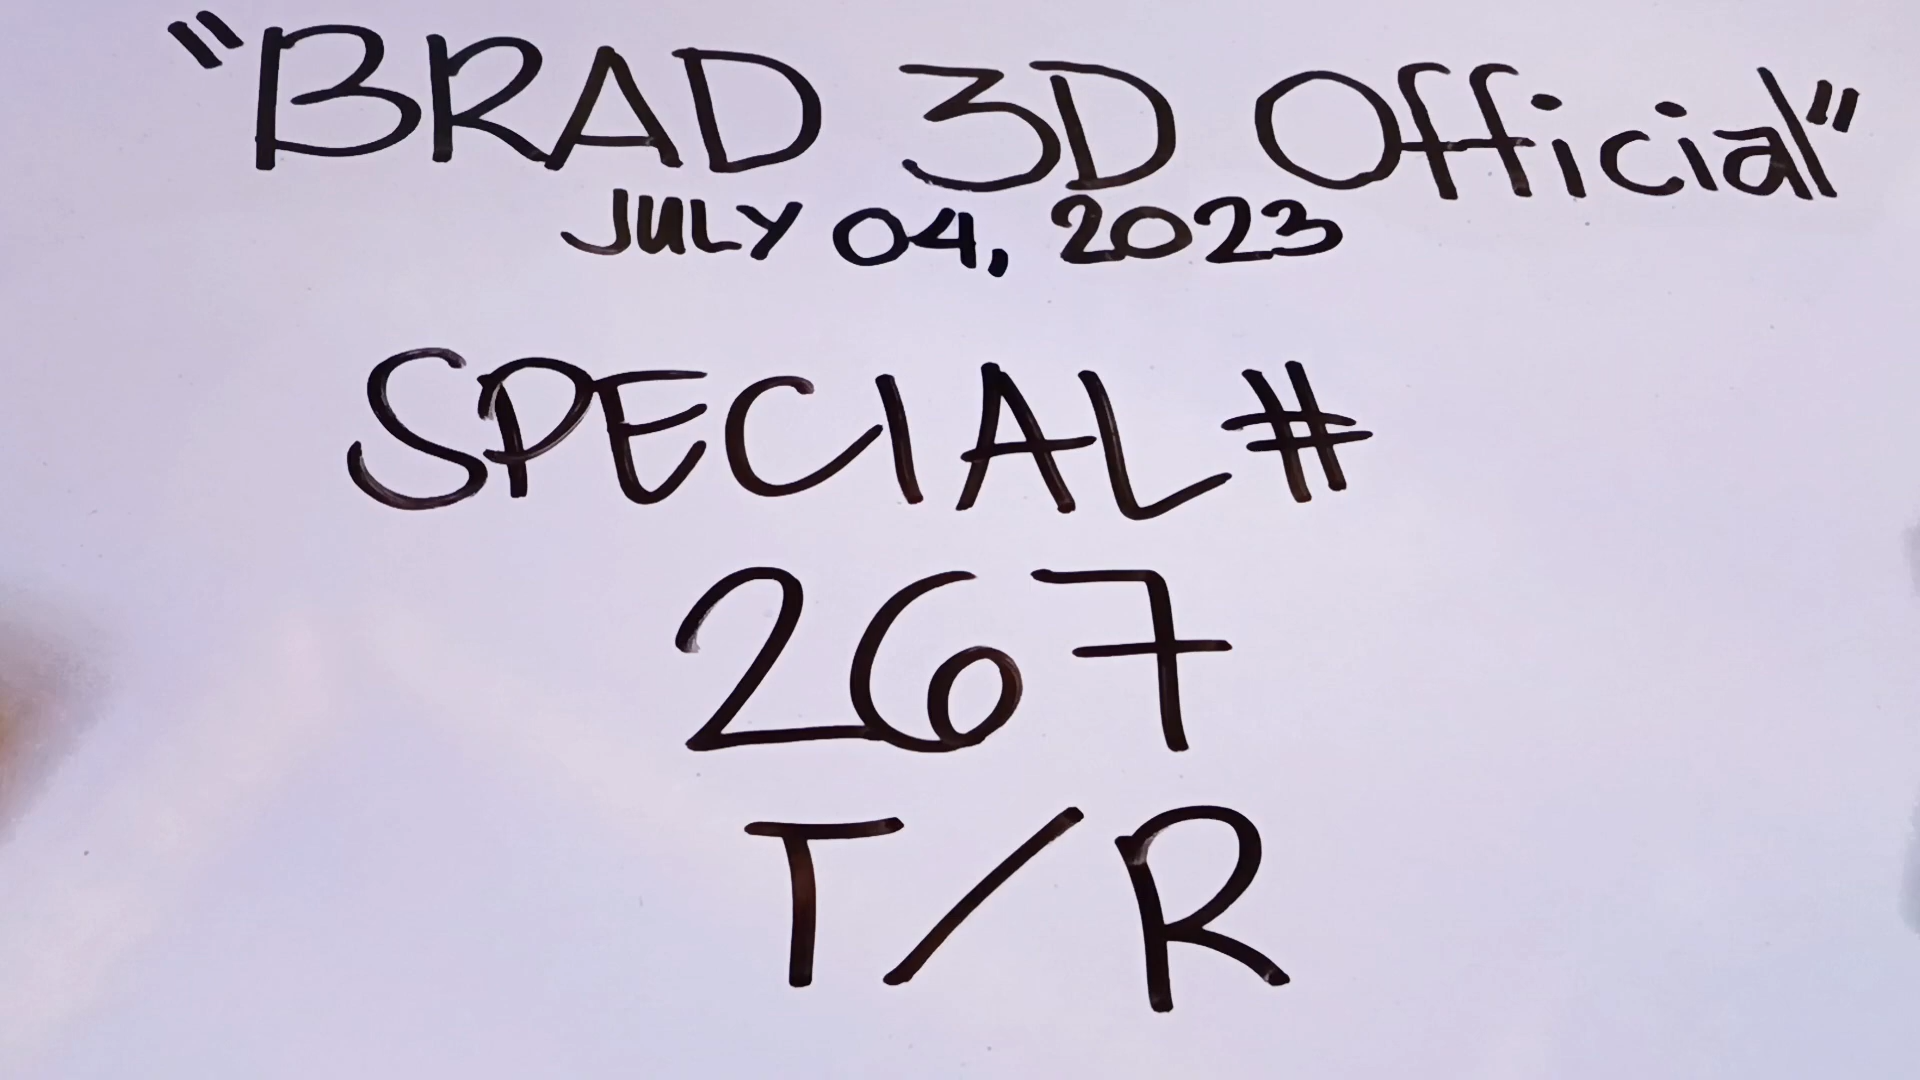 "BRAD 3D Official"
JULY 04, 2023
SPECIAL #
267
T/R